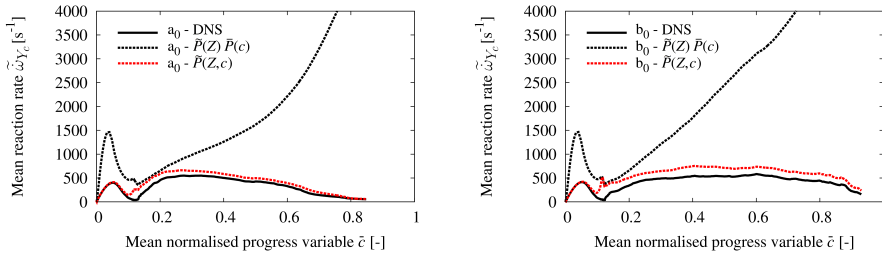 4000
3500
3000
2500
2000
1500
1000
500
0
0
0.2
0.4
0.6
0.8
1
Mean reaction rate ω̇̃_{Y_c} [s⁻¹]
Mean normalised progress variable c̄ [-]
a₀ - DNS
a₀ - P̃(Z) P̄(c)
a₀ - P̃(Z,c)
4000
3500
3000
2500
2000
1500
1000
500
0
0
0.2
0.4
0.6
0.8
Mean reaction rate ω̇̃_{Y_c} [s⁻¹]
Mean normalised progress variable c̄ [-]
b₀ - DNS
b₀ - P̃(Z) P̄(c)
b₀ - P̃(Z,c)